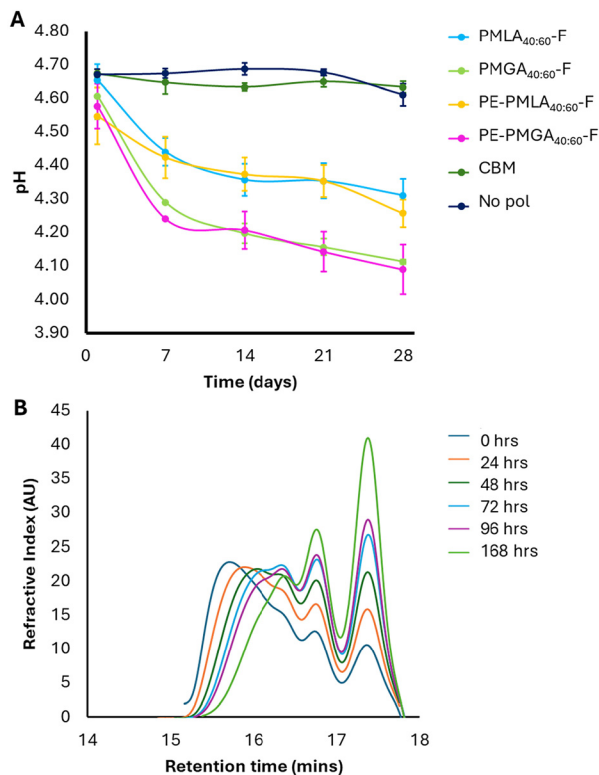 A
4.80
4.70
4.60
4.50
4.40
4.30
4.20
4.10
4.00
3.90
pH
0 7 14 21 28
Time (days)
PMLA40:60-F
PMGA40:60-F
PE-PMLA40:60-F
PE-PMGA40:60-F
CBM
No pol
B
45
40
35
30
25
20
15
10
5
0
Refractive Index (AU)
14 15 16 17 18
Retention time (mins)
0 hrs
24 hrs
48 hrs
72 hrs
96 hrs
168 hrs